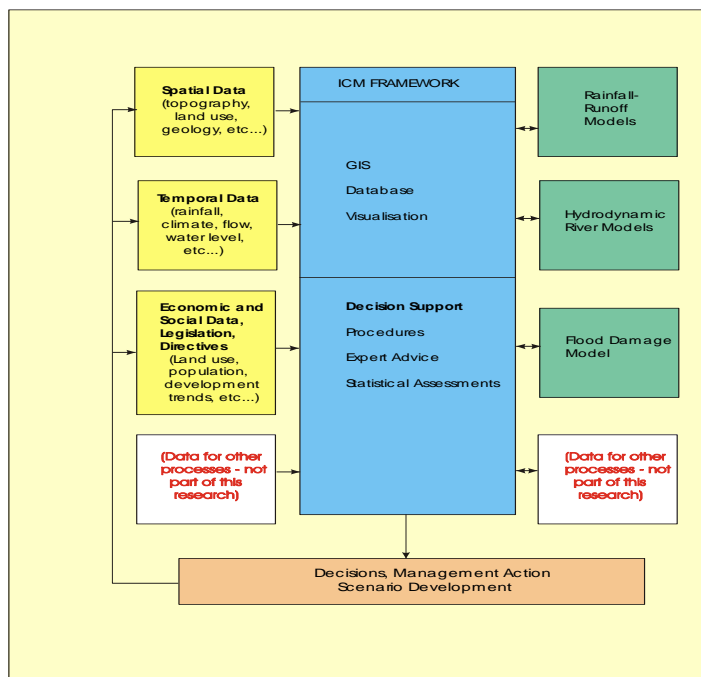 Spatial Data
(topography,
land use,
geology, etc...)
Temporal Data
(rainfall,
climate, flow,
water level,
etc...)
Economic and
Social Data,
Legislation,
Directives
(Land use,
population,
development
trends, etc...)
(Data for other
processes - not
part of this
research)
ICM FRAMEWORK
GIS
Database
Visualisation
Decision Support
Procedures
Expert Advice
Statistical Assessments
Rainfall-
Runoff
Models
Hydrodynamic
River Models
Flood Damage
Model
(Data for other
processes - not
part of this
research)
Decisions, Management Action
Scenario Development